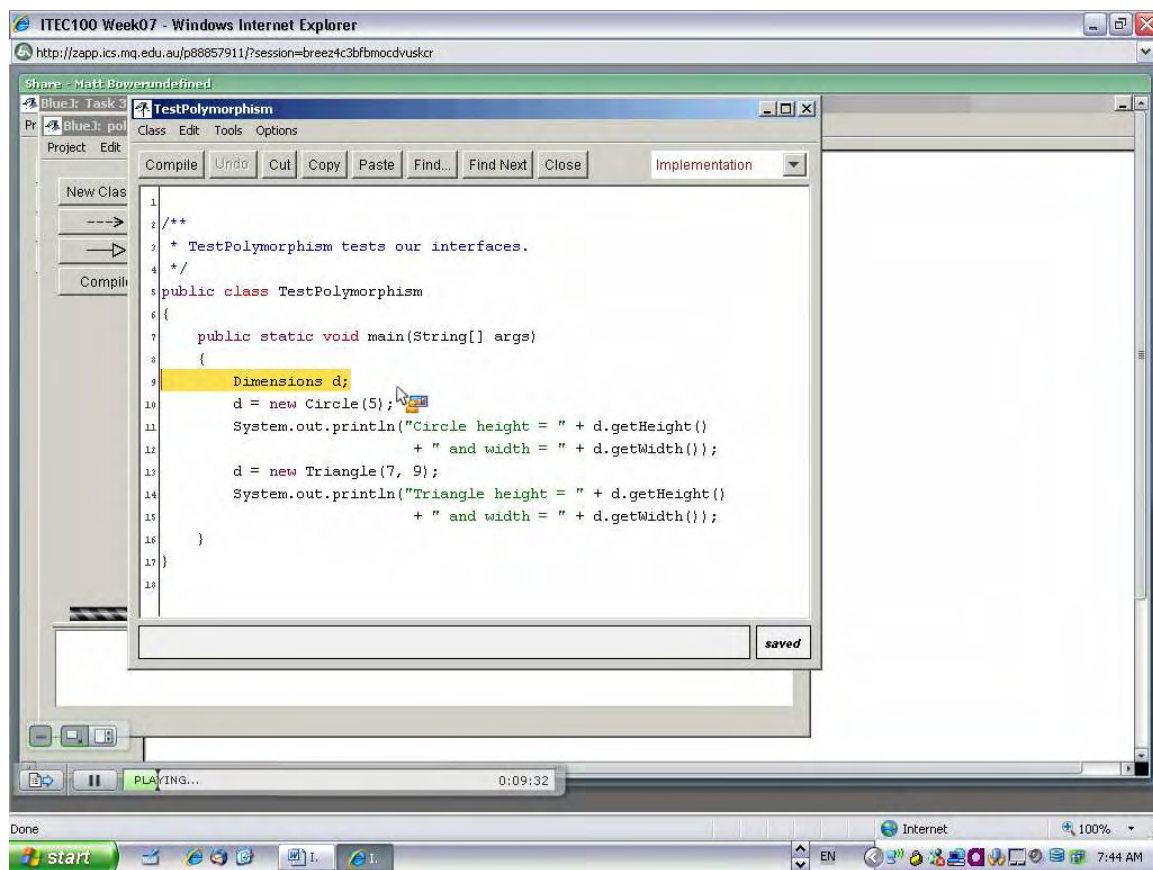 ITEC100 Week07 - Windows Internet Explorer
http://zapp.ics.mq.edu.au/p88857911/?session=breez4c3bfbmocdvuskcr
Share - Matt Bowerundefined
BlueJ: Task 3
TestPolymorphism
Pr
BlueJ: pol
Class Edit Tools Options
Project Edit
Compile Undo Cut Copy Paste Find... Find Next Close Implementation
New Clas
--->
Compil
1
2 /**
3 * TestPolymorphism tests our interfaces.
4 */
5 public class TestPolymorphism
6 {
7 public static void main(String[] args)
8 {
9 Dimensions d;
10 d = new Circle(5);
11 System.out.println("Circle height = " + d.getHeight()
12 + " and width = " + d.getWidth());
13 d = new Triangle(7, 9);
14 System.out.println("Triangle height = " + d.getHeight()
15 + " and width = " + d.getWidth());
16 }
17 }
18
saved
PLAYING... 0:09:32
Done Internet 100%
start I. I. EN 7:44 AM